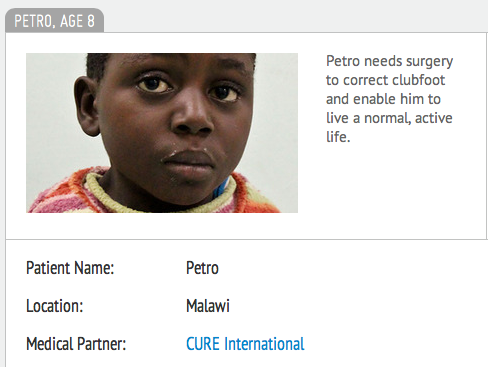 PETRO, AGE 8
Petro needs surgery
to correct clubfoot
and enable him to
live a normal, active
life.
Patient Name: Petro
Location: Malawi
Medical Partner: CURE International